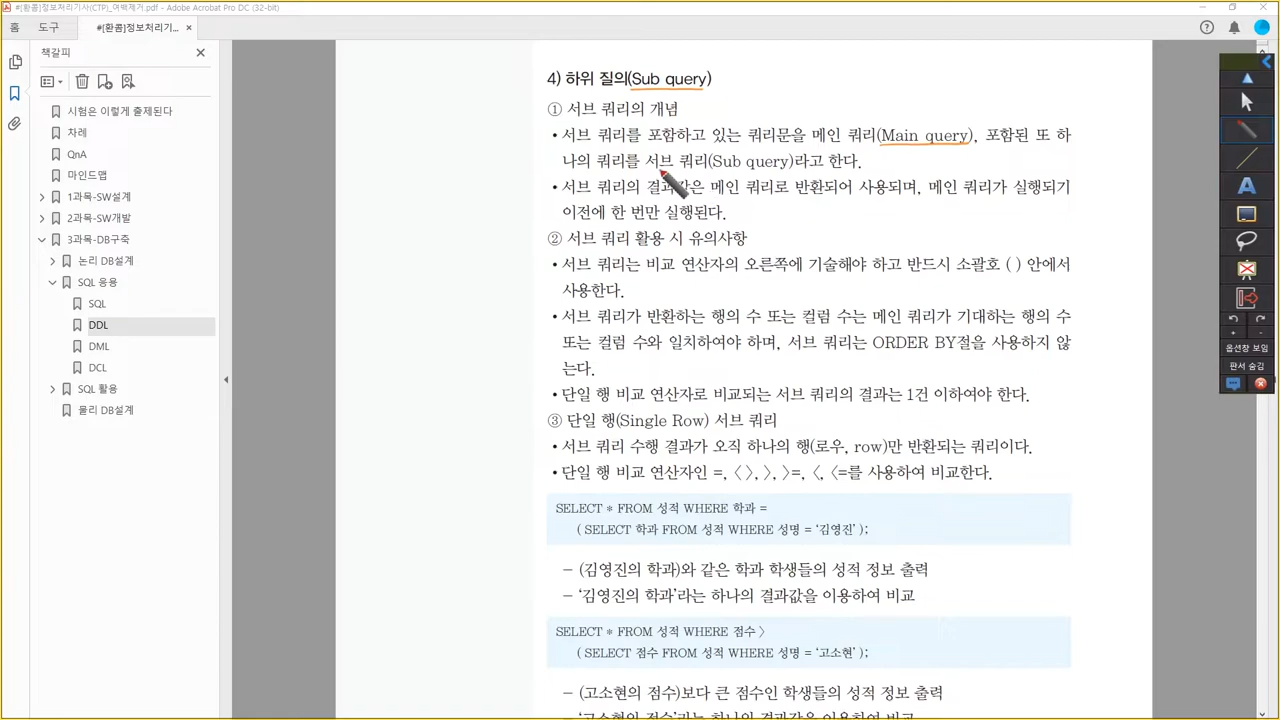 #[환콤]정보처리기사(CTP)_여백제거.pdf - Adobe Acrobat Pro DC (32-bit)
홈 도구 #[환콤]정보처리기... ×
책갈피
시험은 이렇게 출제된다
차례
QnA
마인드맵
1과목-SW설계
2과목-SW개발
3과목-DB구축
논리 DB설계
SQL 응용
SQL
DDL
DML
DCL
SQL 활용
물리 DB설계
4) 하위 질의(Sub query)
① 서브 쿼리의 개념
• 서브 쿼리를 포함하고 있는 쿼리문을 메인 쿼리(Main query), 포함된 또 하
나의 쿼리를 서브 쿼리(Sub query)라고 한다.
• 서브 쿼리의 결과값은 메인 쿼리로 반환되어 사용되며, 메인 쿼리가 실행되기
이전에 한 번만 실행된다.
② 서브 쿼리 활용 시 유의사항
• 서브 쿼리는 비교 연산자의 오른쪽에 기술해야 하고 반드시 소괄호 ( ) 안에서
사용한다.
• 서브 쿼리가 반환하는 행의 수 또는 컬럼 수는 메인 쿼리가 기대하는 행의 수
또는 컬럼 수와 일치하여야 하며, 서브 쿼리는 ORDER BY절을 사용하지 않
는다.
• 단일 행 비교 연산자로 비교되는 서브 쿼리의 결과는 1건 이하여야 한다.
③ 단일 행(Single Row) 서브 쿼리
• 서브 쿼리 수행 결과가 오직 하나의 행(로우, row)만 반환되는 쿼리이다.
• 단일 행 비교 연산자인 =, 〈 〉, 〉, 〉=, 〈, 〈=를 사용하여 비교한다.
SELECT * FROM 성적 WHERE 학과 =
( SELECT 학과 FROM 성적 WHERE 성명 = ‘김영진’ );
– (김영진의 학과)와 같은 학과 학생들의 성적 정보 출력
– ‘김영진의 학과’라는 하나의 결과값을 이용하여 비교
SELECT * FROM 성적 WHERE 점수 〉
( SELECT 점수 FROM 성적 WHERE 성명 = ‘고소현’ );
– (고소현의 점수)보다 큰 점수인 학생들의 성적 정보 출력
– ‘고소현의 점수’라는 하나의 결과값을 이용하여 비교
옵션창 보임
판서 숨김